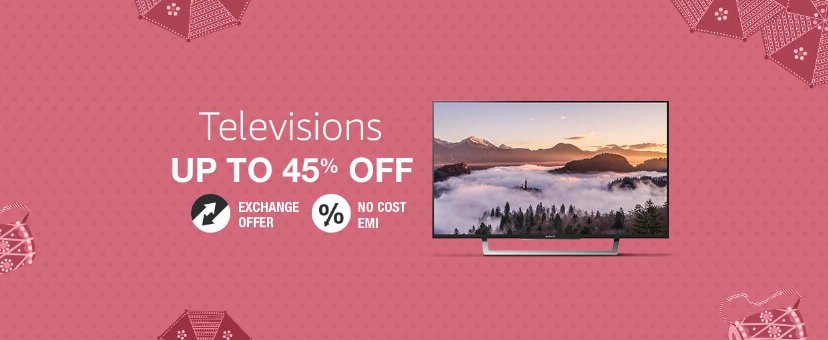 Televisions
UP TO 45% OFF
EXCHANGE
OFFER
% NO COST
EMI